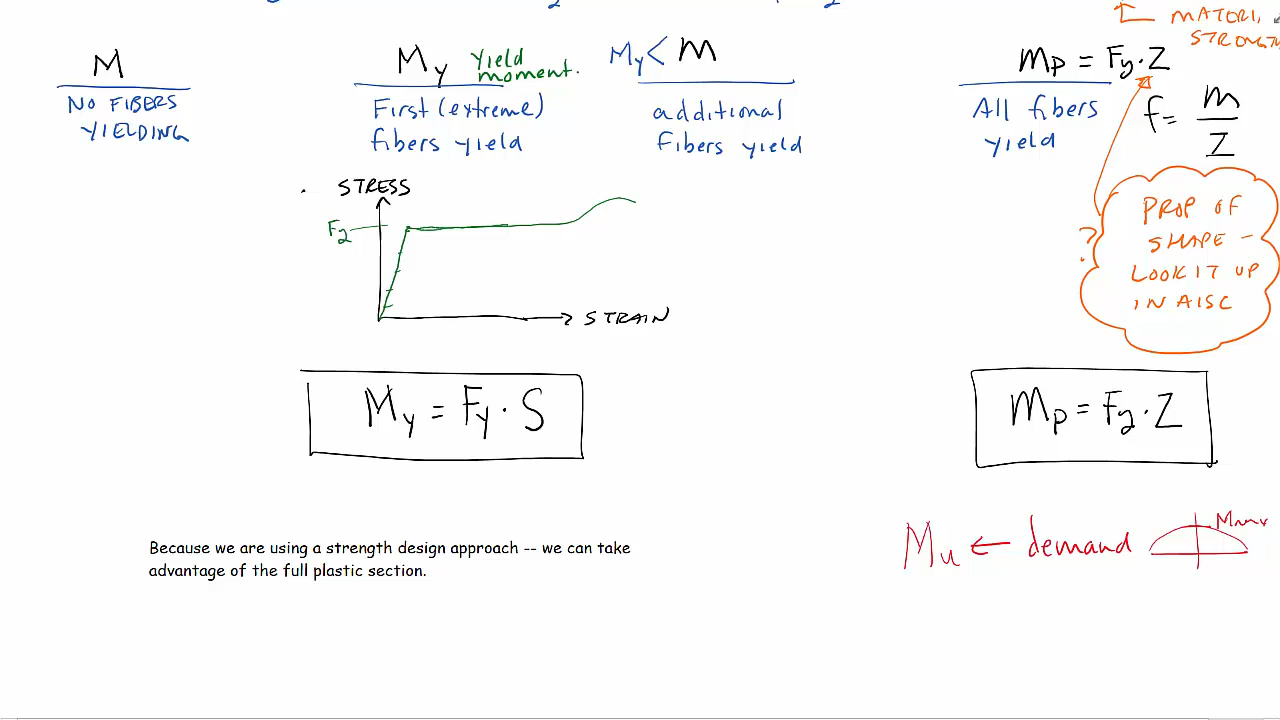 MATORI
STRENGTH
M
NO FIBERS
YIELDING
My Yield
moment.
First (extreme)
fibers yield
My < M
additional
Fibers yield
Mp = Fy · Z
All fibers
yield
f = M
Z
PROP OF
SHAPE -
LOOK IT UP
IN AISC
?
STRESS
Fy
STRAIN
My = Fy · S
Mp = Fy · Z
Mu ← demand
Mmax
Because we are using a strength design approach -- we can take
advantage of the full plastic section.